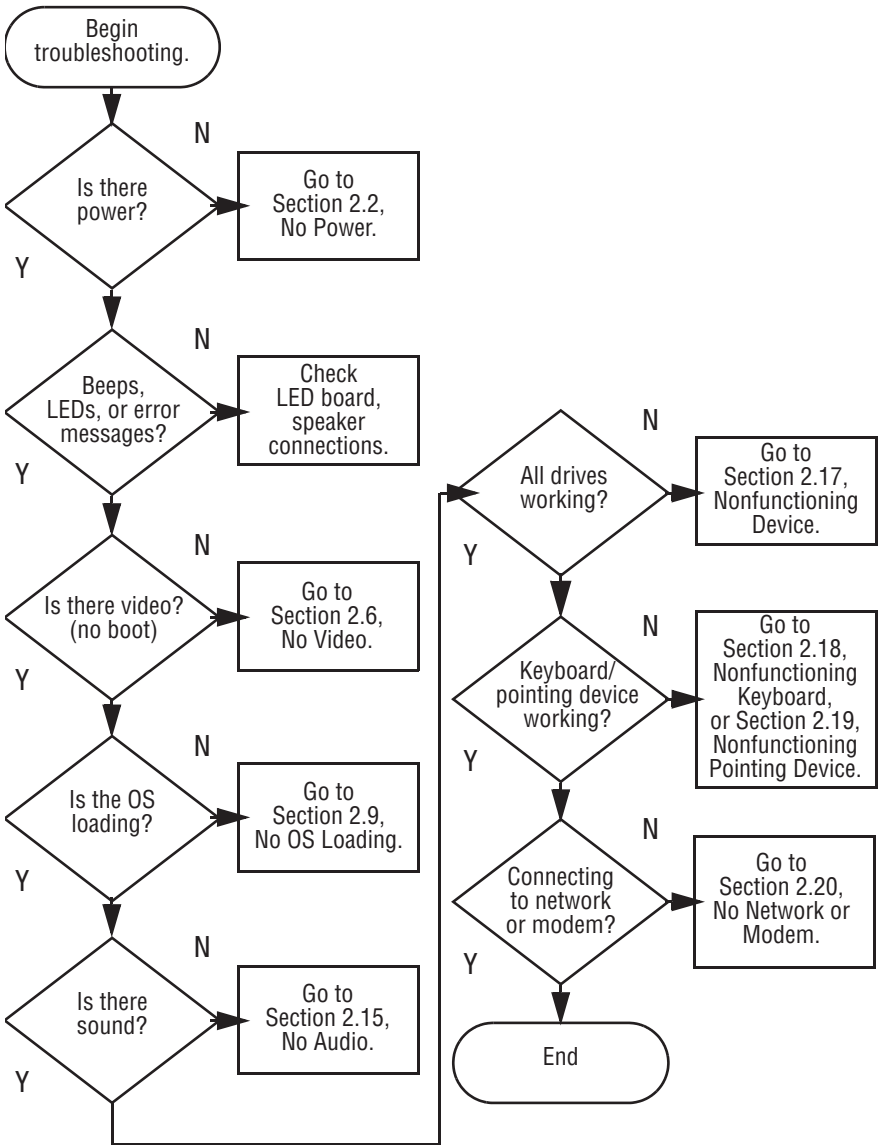 Begin
troubleshooting.
N
Is there
power?
Go to
Section 2.2,
No Power.
Y
N
Beeps,
LEDs, or error
messages?
Check
LED board,
speaker
connections.
Y
N
Is there video?
(no boot)
Go to
Section 2.6,
No Video.
Y
N
Is the OS
loading?
Go to
Section 2.9,
No OS Loading.
Y
N
Is there
sound?
Go to
Section 2.15,
No Audio.
Y
N
All drives
working?
Go to
Section 2.17,
Nonfunctioning
Device.
Y
N
Keyboard/
pointing device
working?
Go to
Section 2.18,
Nonfunctioning
Keyboard,
or Section 2.19,
Nonfunctioning
Pointing Device.
Y
N
Connecting
to network
or modem?
Go to
Section 2.20,
No Network or
Modem.
Y
End